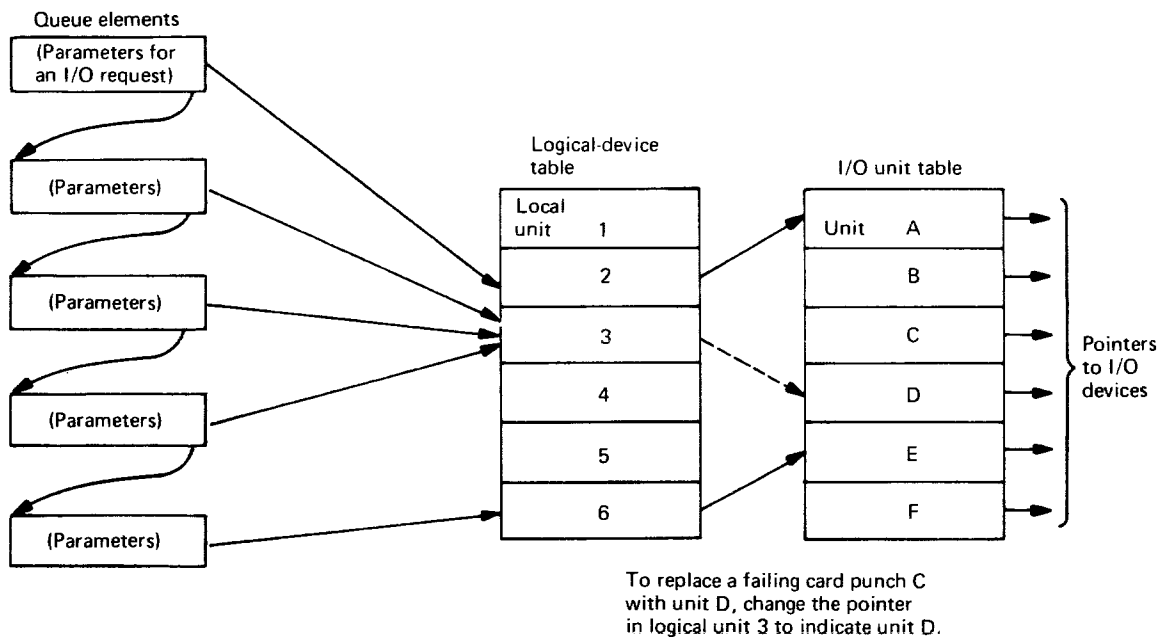 Queue elements
(Parameters for
an I/O request)
(Parameters)
(Parameters)
(Parameters)
(Parameters)
Logical-device
table
Local
unit 1
2
3
4
5
6
I/O unit table
Unit A
B
C
D
E
F
Pointers
to I/O
devices
To replace a failing card punch C
with unit D, change the pointer
in logical unit 3 to indicate unit D.